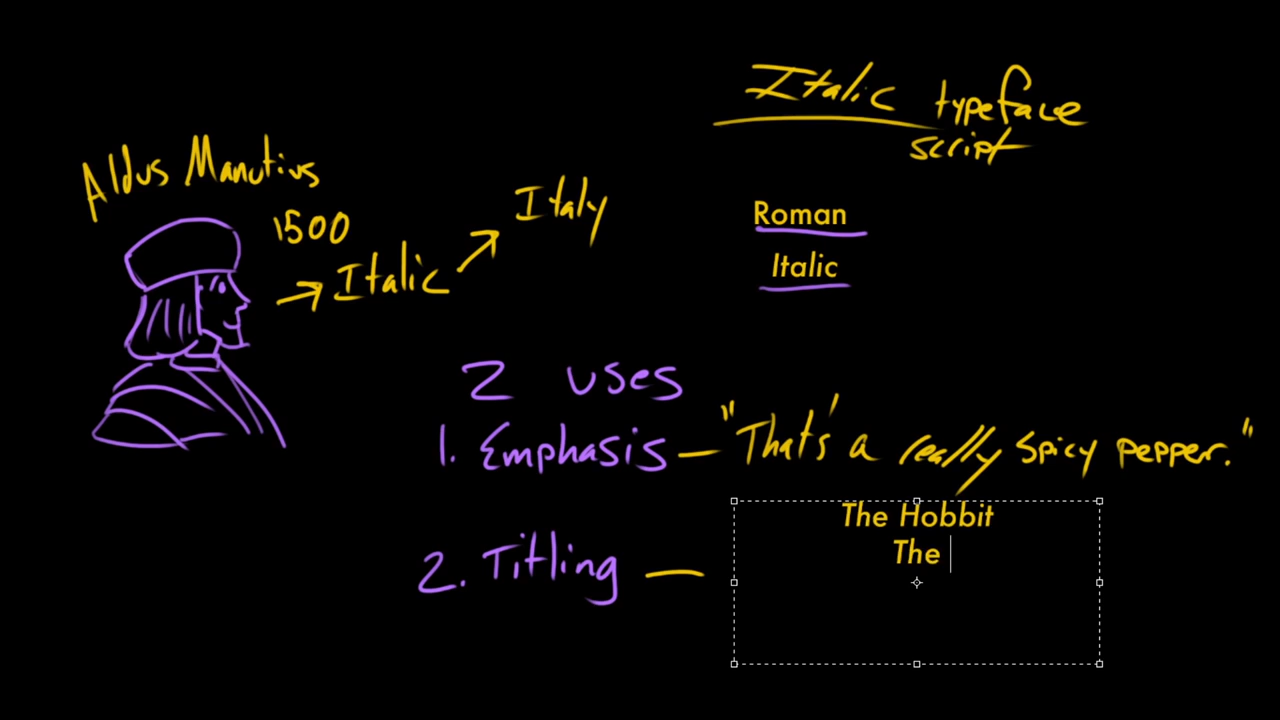 Italic typeface
script
Aldus Manutius
1500
→ Italic → Italy
Roman
Italic
2 uses
1. Emphasis — "That's a really spicy pepper."
2. Titling —
The Hobbit
The